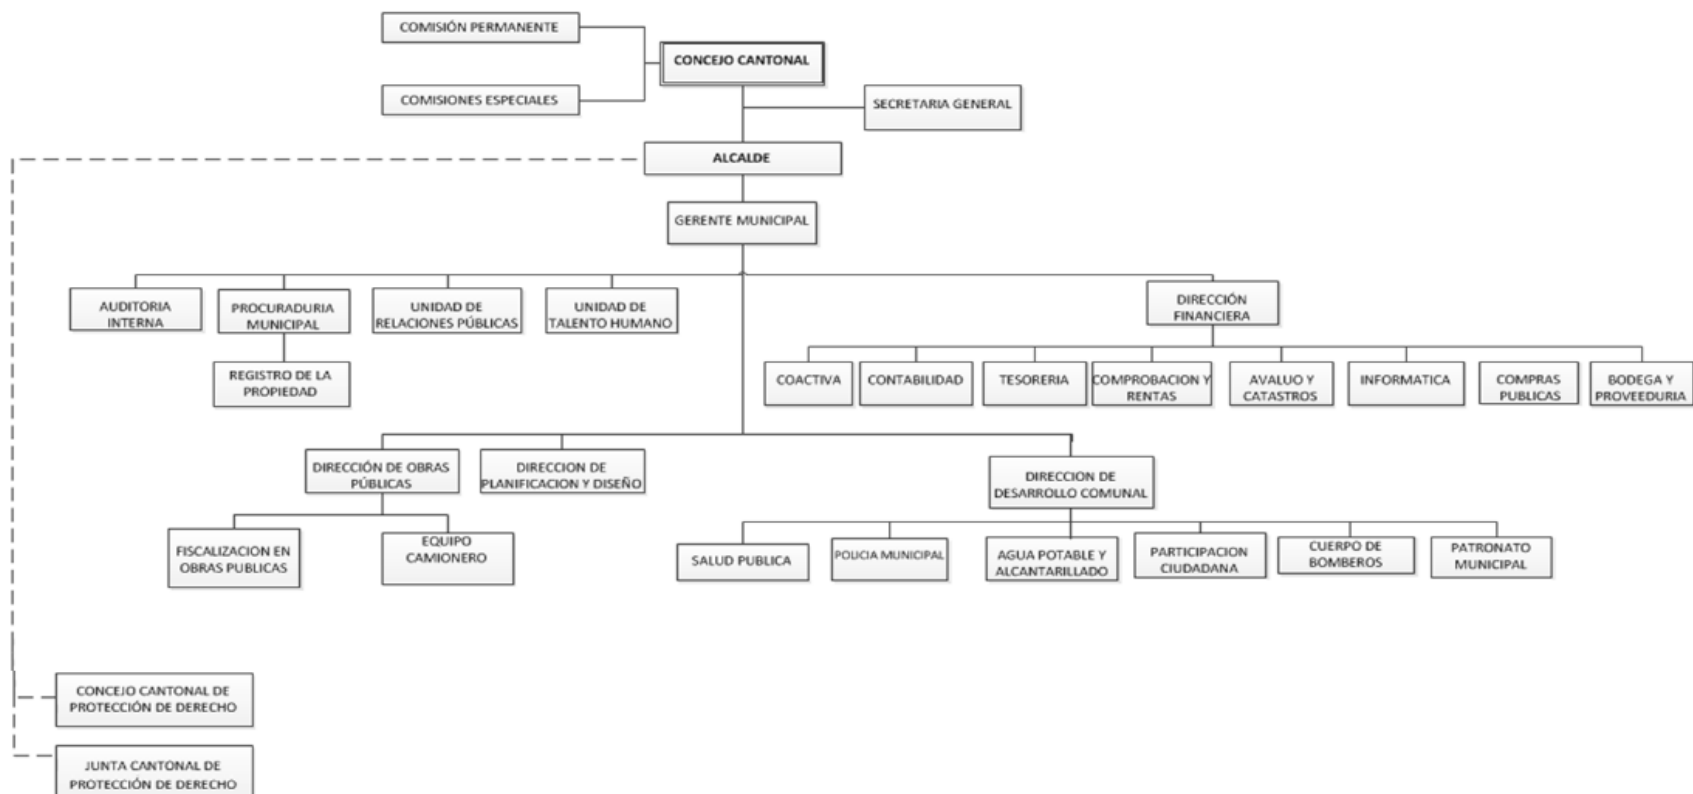 COMISIÓN PERMANENTE
CONCEJO CANTONAL
COMISIONES ESPECIALES
SECRETARIA GENERAL
ALCALDE
GERENTE MUNICIPAL
AUDITORIA
INTERNA
PROCURADURIA
MUNICIPAL
UNIDAD DE
RELACIONES PÚBLICAS
UNIDAD DE
TALENTO HUMANO
DIRECCIÓN
FINANCIERA
REGISTRO DE LA
PROPIEDAD
COACTIVA
CONTABILIDAD
TESORERIA
COMPROBACION Y
RENTAS
AVALUO Y
CATASTROS
INFORMATICA
COMPRAS
PUBLICAS
BODEGA Y
PROVEEDURIA
DIRECCIÓN DE OBRAS
PÚBLICAS
DIRECCION DE
PLANIFICACION Y DISEÑO
DIRECCION DE
DESARROLLO COMUNAL
FISCALIZACION EN
OBRAS PUBLICAS
EQUIPO
CAMIONERO
SALUD PUBLICA
POLICIA MUNICIPAL
AGUA POTABLE Y
ALCANTARILLADO
PARTICIPACION
CIUDADANA
CUERPO DE
BOMBEROS
PATRONATO
MUNICIPAL
CONCEJO CANTONAL DE
PROTECCIÓN DE DERECHO
JUNTA CANTONAL DE
PROTECCIÓN DE DERECHO